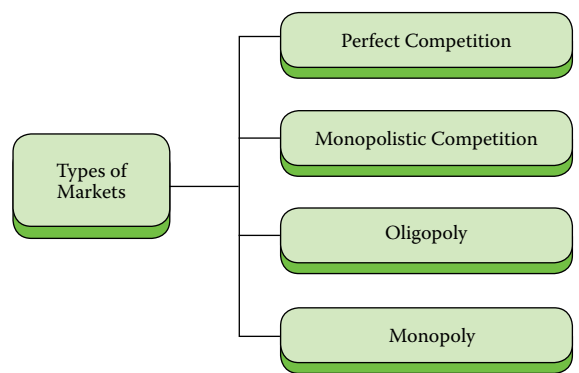 Types of
Markets
Perfect Competition
Monopolistic Competition
Oligopoly
Monopoly